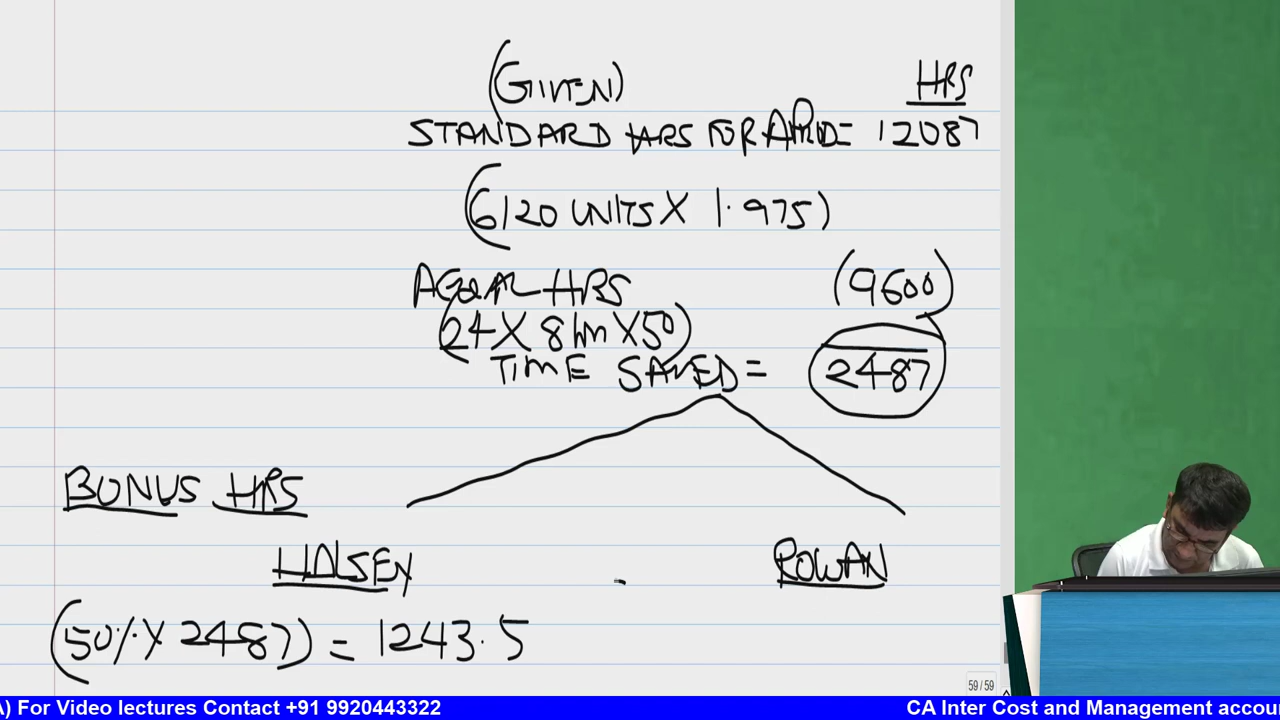 (GIVEN) HRS
STANDARD HRS FOR = 12087
(6120 UNITS X 1.975)
ACTUAL HRS (9600)
(24 X 8 hrs X 50)
TIME SAVED = 2487
BONUS HRS
HALSEY ROWAN
(50% X 2487) = 1243.5
59/59
A) For Video lectures Contact +91 9920443322 CA Inter Cost and Management accou